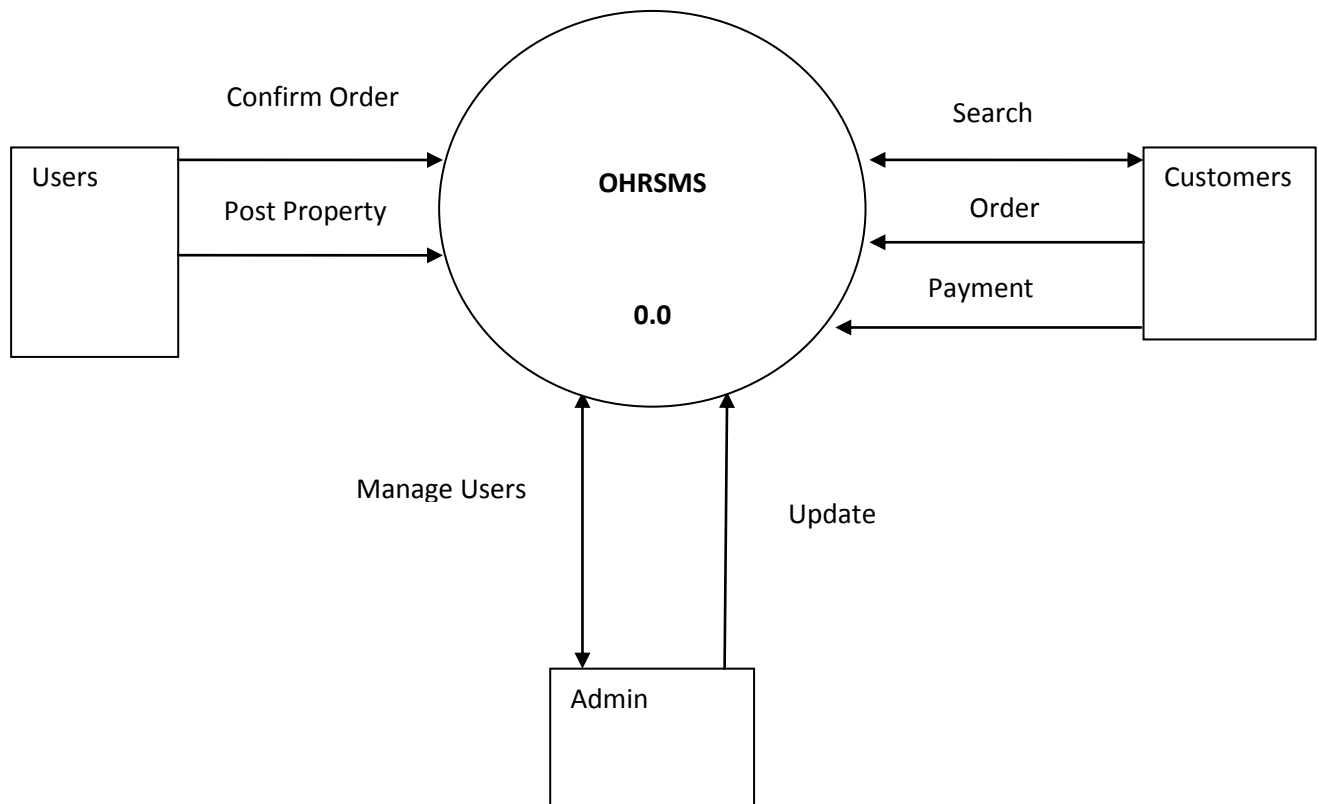 Confirm Order
Search
Users
OHRSMS
Customers
Post Property
Order
Payment
0.0
Manage Users
Update
Admin